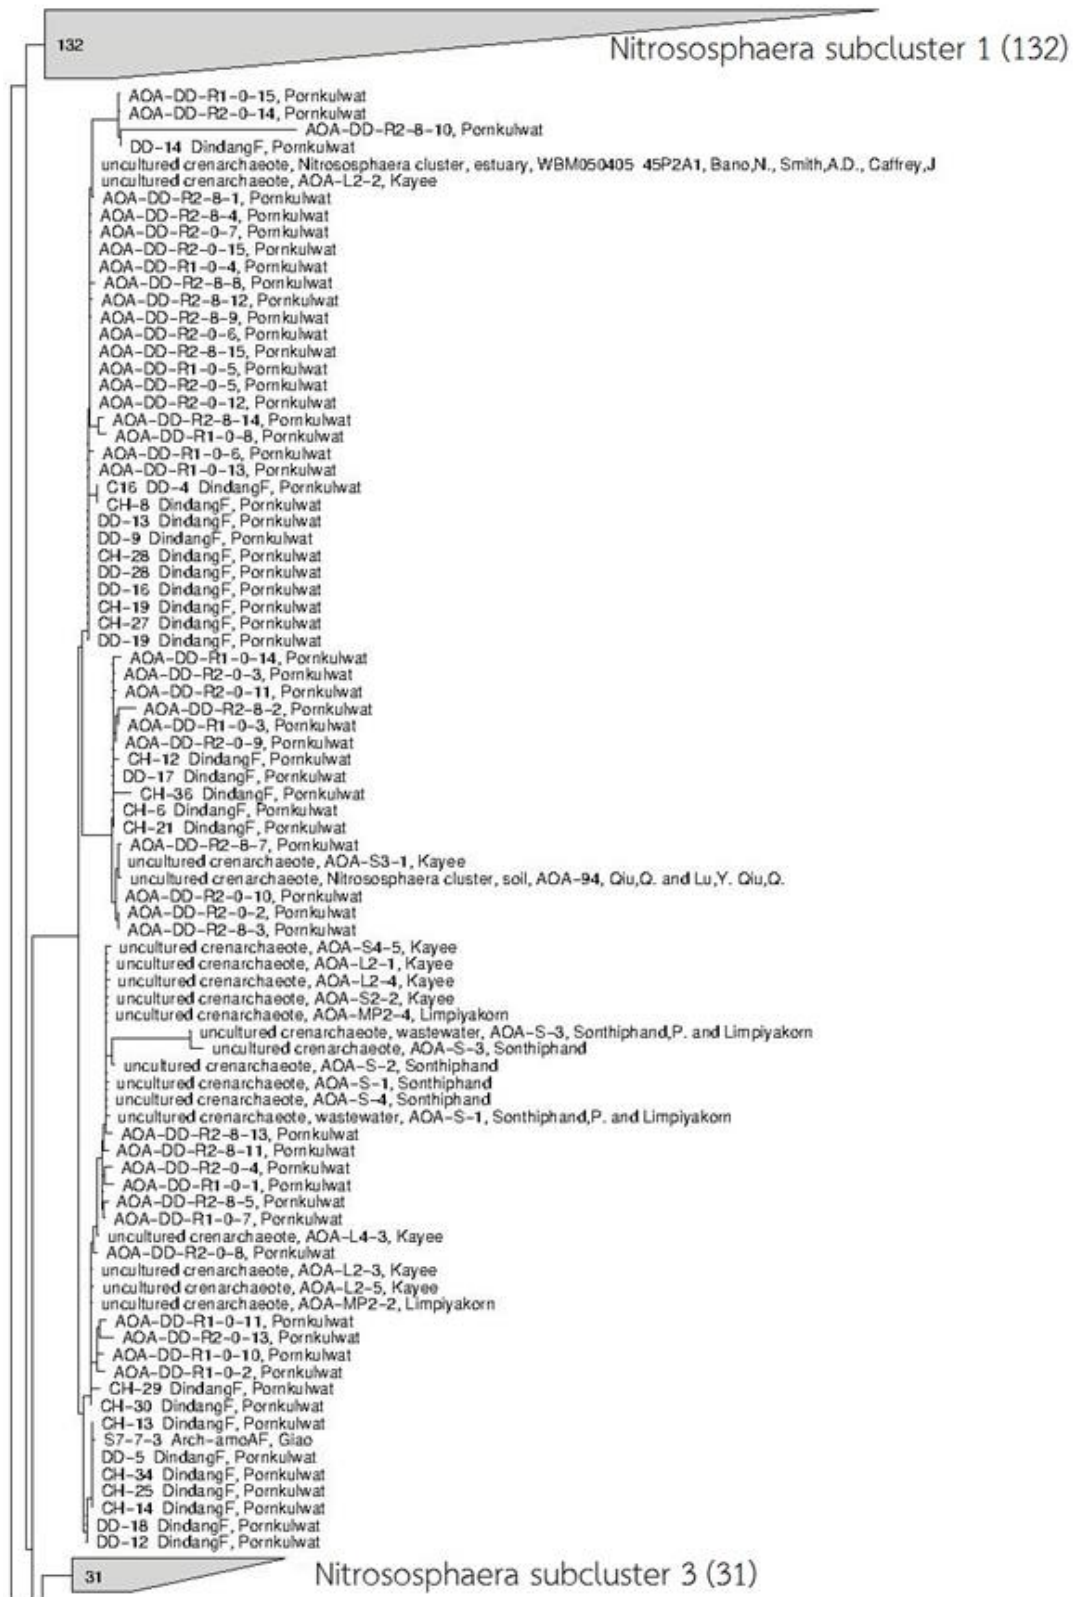 132
Nitrososphaera subcluster 1 (132)
AOA-DD-R1-0-15, Pornkulwat
AOA-DD-R2-0-14, Pornkulwat
AOA-DD-R2-8-10, Pornkulwat
DD-14 DindangF, Pornkulwat
uncultured crenarchaeote, Nitrososphaera cluster, estuary, WBM050405 45P2A1, Bano,N., Smith,A.D., Caffrey,J
uncultured crenarchaeote, AOA-L2-2, Kayee
AOA-DD-R2-8-1, Pornkulwat
AOA-DD-R2-8-4, Pornkulwat
AOA-DD-R2-0-7, Pornkulwat
AOA-DD-R2-0-15, Pornkulwat
AOA-DD-R1-0-4, Pornkulwat
AOA-DD-R2-8-8, Pornkulwat
AOA-DD-R2-8-12, Pornkulwat
AOA-DD-R2-8-9, Pornkulwat
AOA-DD-R2-0-6, Pornkulwat
AOA-DD-R2-8-15, Pornkulwat
AOA-DD-R1-0-5, Pornkulwat
AOA-DD-R2-0-5, Pornkulwat
AOA-DD-R2-0-12, Pornkulwat
AOA-DD-R2-8-14, Pornkulwat
AOA-DD-R1-0-8, Pornkulwat
AOA-DD-R1-0-6, Pornkulwat
AOA-DD-R1-0-13, Pornkulwat
C16 DD-4 DindangF, Pornkulwat
CH-8 DindangF, Pornkulwat
DD-13 DindangF, Pornkulwat
DD-9 DindangF, Pornkulwat
CH-28 DindangF, Pornkulwat
DD-28 DindangF, Pornkulwat
DD-16 DindangF, Pornkulwat
CH-19 DindangF, Pornkulwat
CH-27 DindangF, Pornkulwat
DD-19 DindangF, Pornkulwat
AOA-DD-R1-0-14, Pornkulwat
AOA-DD-R2-0-3, Pornkulwat
AOA-DD-R2-0-11, Pornkulwat
AOA-DD-R2-8-2, Pornkulwat
AOA-DD-R1-0-3, Pornkulwat
AOA-DD-R2-0-9, Pornkulwat
CH-12 DindangF, Pornkulwat
DD-17 DindangF, Pornkulwat
CH-36 DindangF, Pornkulwat
CH-6 DindangF, Pornkulwat
CH-21 DindangF, Pornkulwat
AOA-DD-R2-8-7, Pornkulwat
uncultured crenarchaeote, AOA-S3-1, Kayee
uncultured crenarchaeote, Nitrososphaera cluster, soil, AOA-94, Qiu,Q. and Lu,Y. Qiu,Q.
AOA-DD-R2-0-10, Pornkulwat
AOA-DD-R2-0-2, Pornkulwat
AOA-DD-R2-8-3, Pornkulwat
uncultured crenarchaeote, AOA-S4-5, Kayee
uncultured crenarchaeote, AOA-L2-1, Kayee
uncultured crenarchaeote, AOA-L2-4, Kayee
uncultured crenarchaeote, AOA-S2-2, Kayee
uncultured crenarchaeote, AOA-MP2-4, Limpiyakorn
uncultured crenarchaeote, wastewater, AOA-S-3, Sonthiphand,P. and Limpiyakorn
uncultured crenarchaeote, AOA-S-3, Sonthiphand
uncultured crenarchaeote, AOA-S-2, Sonthiphand
uncultured crenarchaeote, AOA-S-1, Sonthiphand
uncultured crenarchaeote, AOA-S-4, Sonthiphand
uncultured crenarchaeote, wastewater, AOA-S-1, Sonthiphand,P. and Limpiyakorn
AOA-DD-R2-8-13, Pornkulwat
AOA-DD-R2-8-11, Pornkulwat
AOA-DD-R2-0-4, Pornkulwat
AOA-DD-R1-0-1, Pornkulwat
AOA-DD-R2-8-5, Pornkulwat
AOA-DD-R1-0-7, Pornkulwat
uncultured crenarchaeote, AOA-L4-3, Kayee
AOA-DD-R2-0-8, Pornkulwat
uncultured crenarchaeote, AOA-L2-3, Kayee
uncultured crenarchaeote, AOA-L2-5, Kayee
uncultured crenarchaeote, AOA-MP2-2, Limpiyakorn
AOA-DD-R1-0-11, Pornkulwat
AOA-DD-R2-0-13, Pornkulwat
AOA-DD-R1-0-10, Pornkulwat
AOA-DD-R1-0-2, Pornkulwat
CH-29 DindangF, Pornkulwat
CH-30 DindangF, Pornkulwat
CH-13 DindangF, Pornkulwat
S7-7-3 Arch-amoAF, Giao
DD-5 DindangF, Pornkulwat
CH-34 DindangF, Pornkulwat
CH-25 DindangF, Pornkulwat
CH-14 DindangF, Pornkulwat
DD-18 DindangF, Pornkulwat
DD-12 DindangF, Pornkulwat
31
Nitrososphaera subcluster 3 (31)